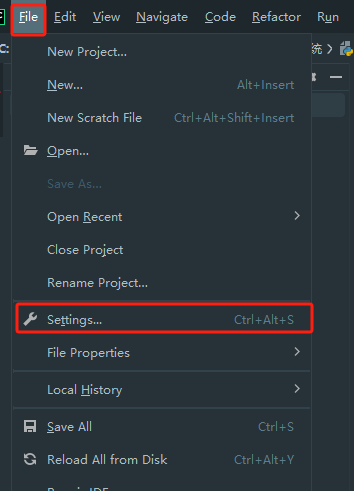 File Edit View Navigate Code Refactor Run
C: 统
New Project...
New... Alt+Insert
New Scratch File Ctrl+Alt+Shift+Insert
Open...
Save As...
Open Recent
Close Project
Rename Project...
Settings... Ctrl+Alt+S
File Properties
Local History
Save All Ctrl+S
Reload All from Disk Ctrl+Alt+Y